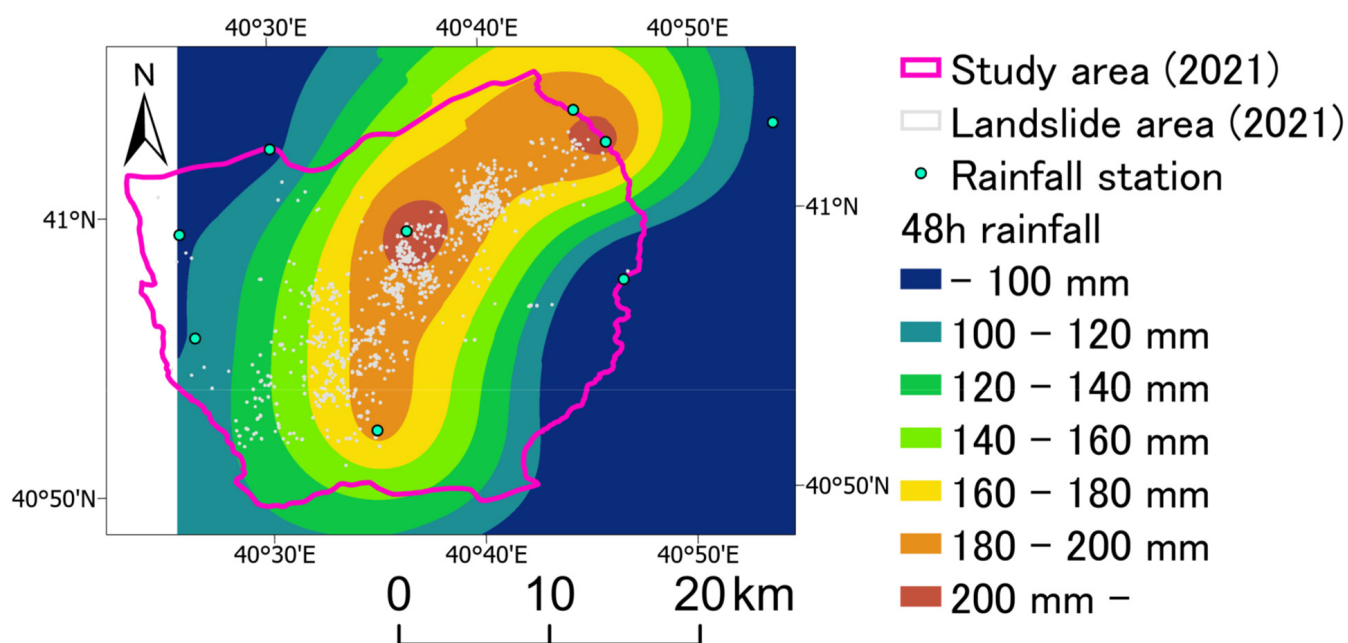 40°30'E 40°40'E 40°50'E
N
41°N 41°N
40°50'N 40°50'N
40°30'E 40°40'E 40°50'E
0 10 20 km
Study area (2021)
Landslide area (2021)
Rainfall station
48h rainfall
– 100 mm
100 – 120 mm
120 – 140 mm
140 – 160 mm
160 – 180 mm
180 – 200 mm
200 mm –